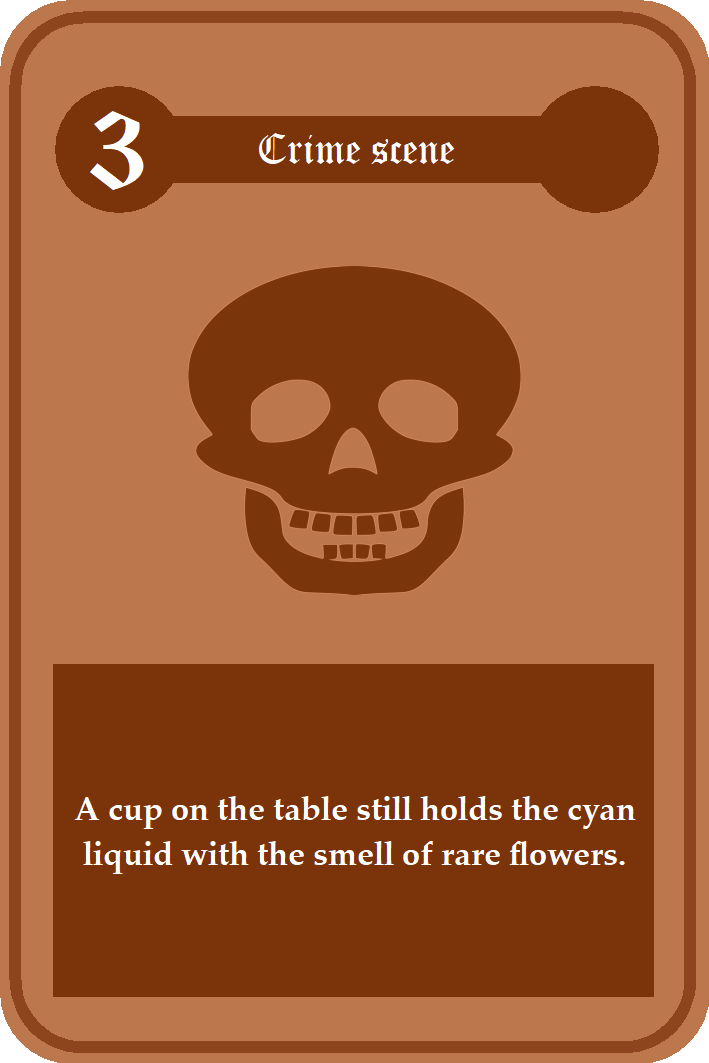 3
Crime scene
A cup on the table still holds the cyan
liquid with the smell of rare flowers.